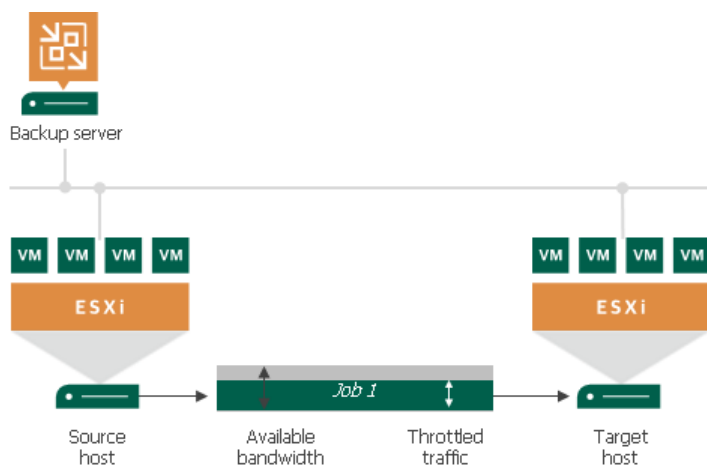 Backup server
VM VM VM VM
VM VM VM VM
ESXi
ESXi
Job 1
Source
host
Available
bandwidth
Throttled
traffic
Target
host